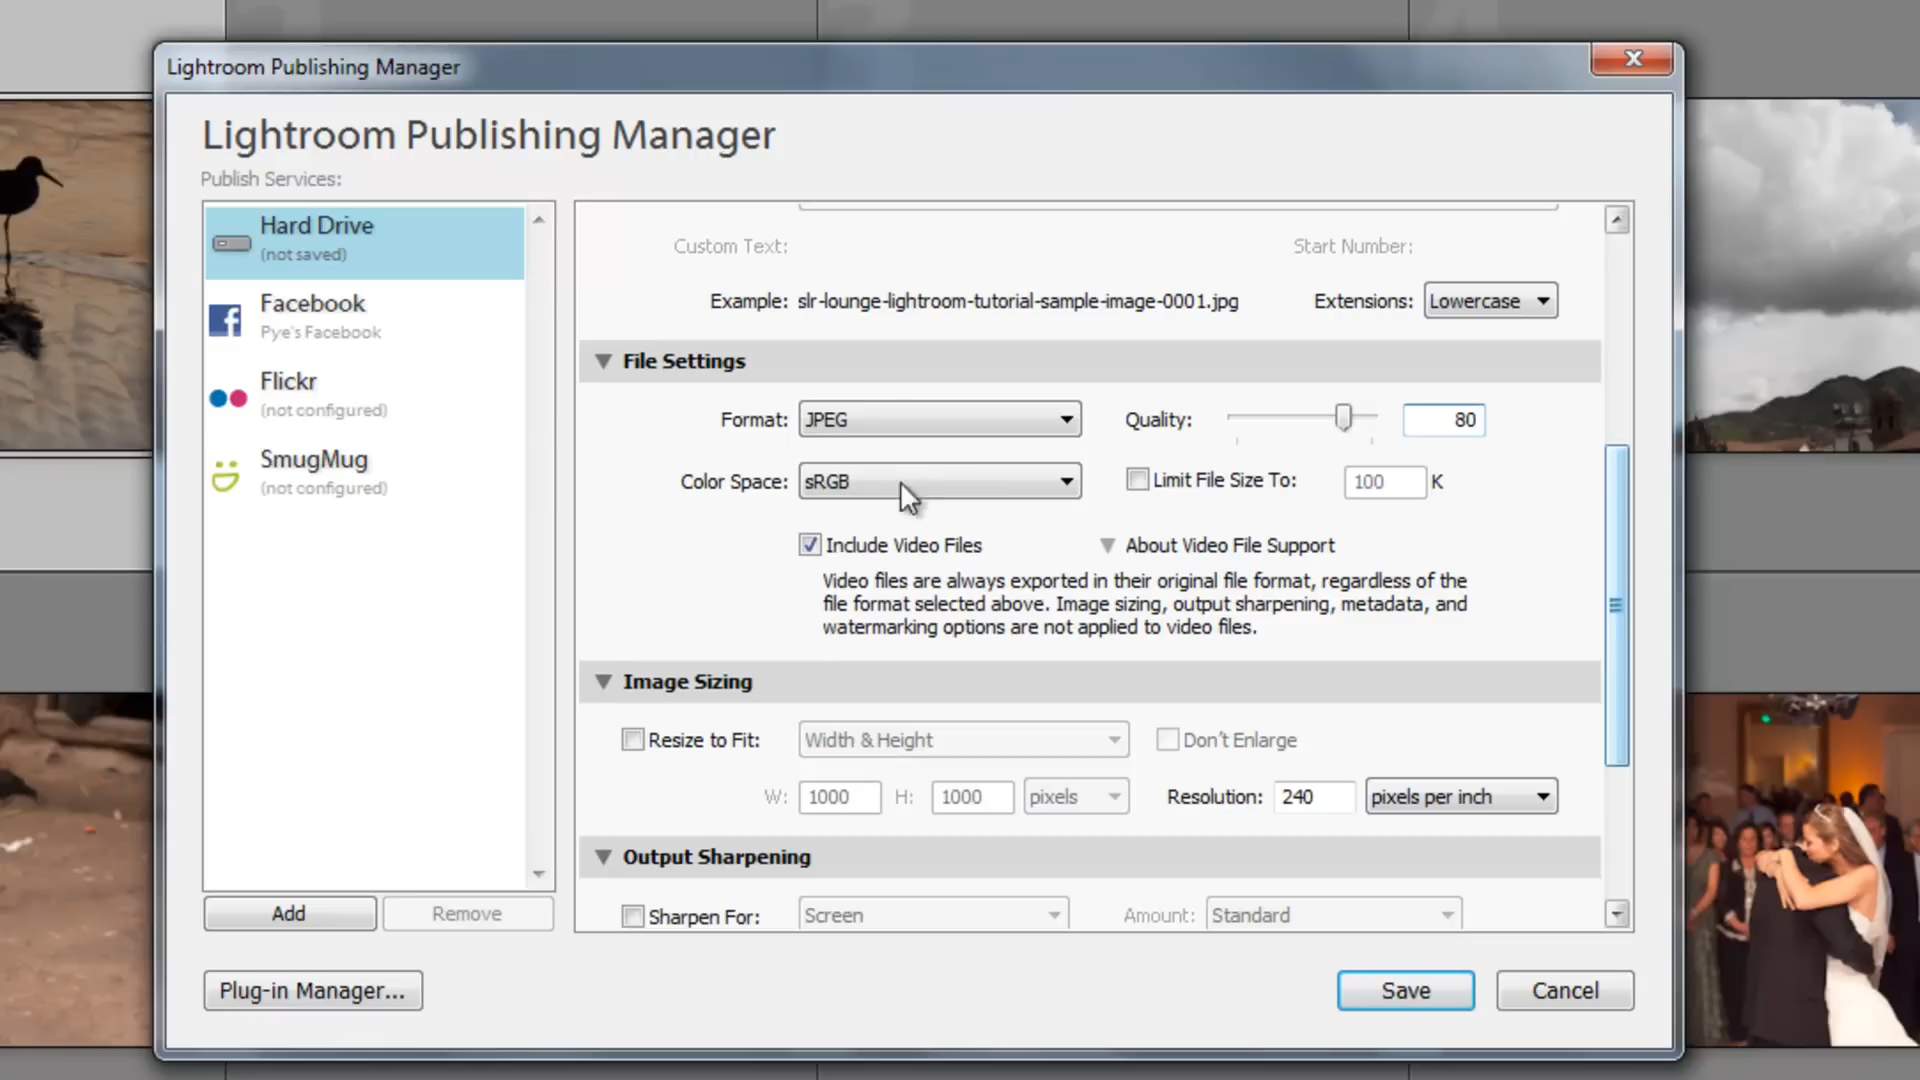 Lightroom Publishing Manager
X
Lightroom Publishing Manager
Publish Services:
Hard Drive
(not saved)
Facebook
Pye's Facebook
Flickr
(not configured)
SmugMug
(not configured)
Add
Remove
Custom Text:
Start Number:
Example: slr-lounge-lightroom-tutorial-sample-image-0001.jpg
Extensions: Lowercase
File Settings
Format: JPEG
Quality: 80
Color Space: sRGB
Limit File Size To: 100 K
Include Video Files
About Video File Support
Video files are always exported in their original file format, regardless of the
file format selected above. Image sizing, output sharpening, metadata, and
watermarking options are not applied to video files.
Image Sizing
Resize to Fit: Width & Height
Don't Enlarge
W: 1000 H: 1000 pixels
Resolution: 240 pixels per inch
Output Sharpening
Sharpen For: Screen
Amount: Standard
Plug-in Manager...
Save
Cancel